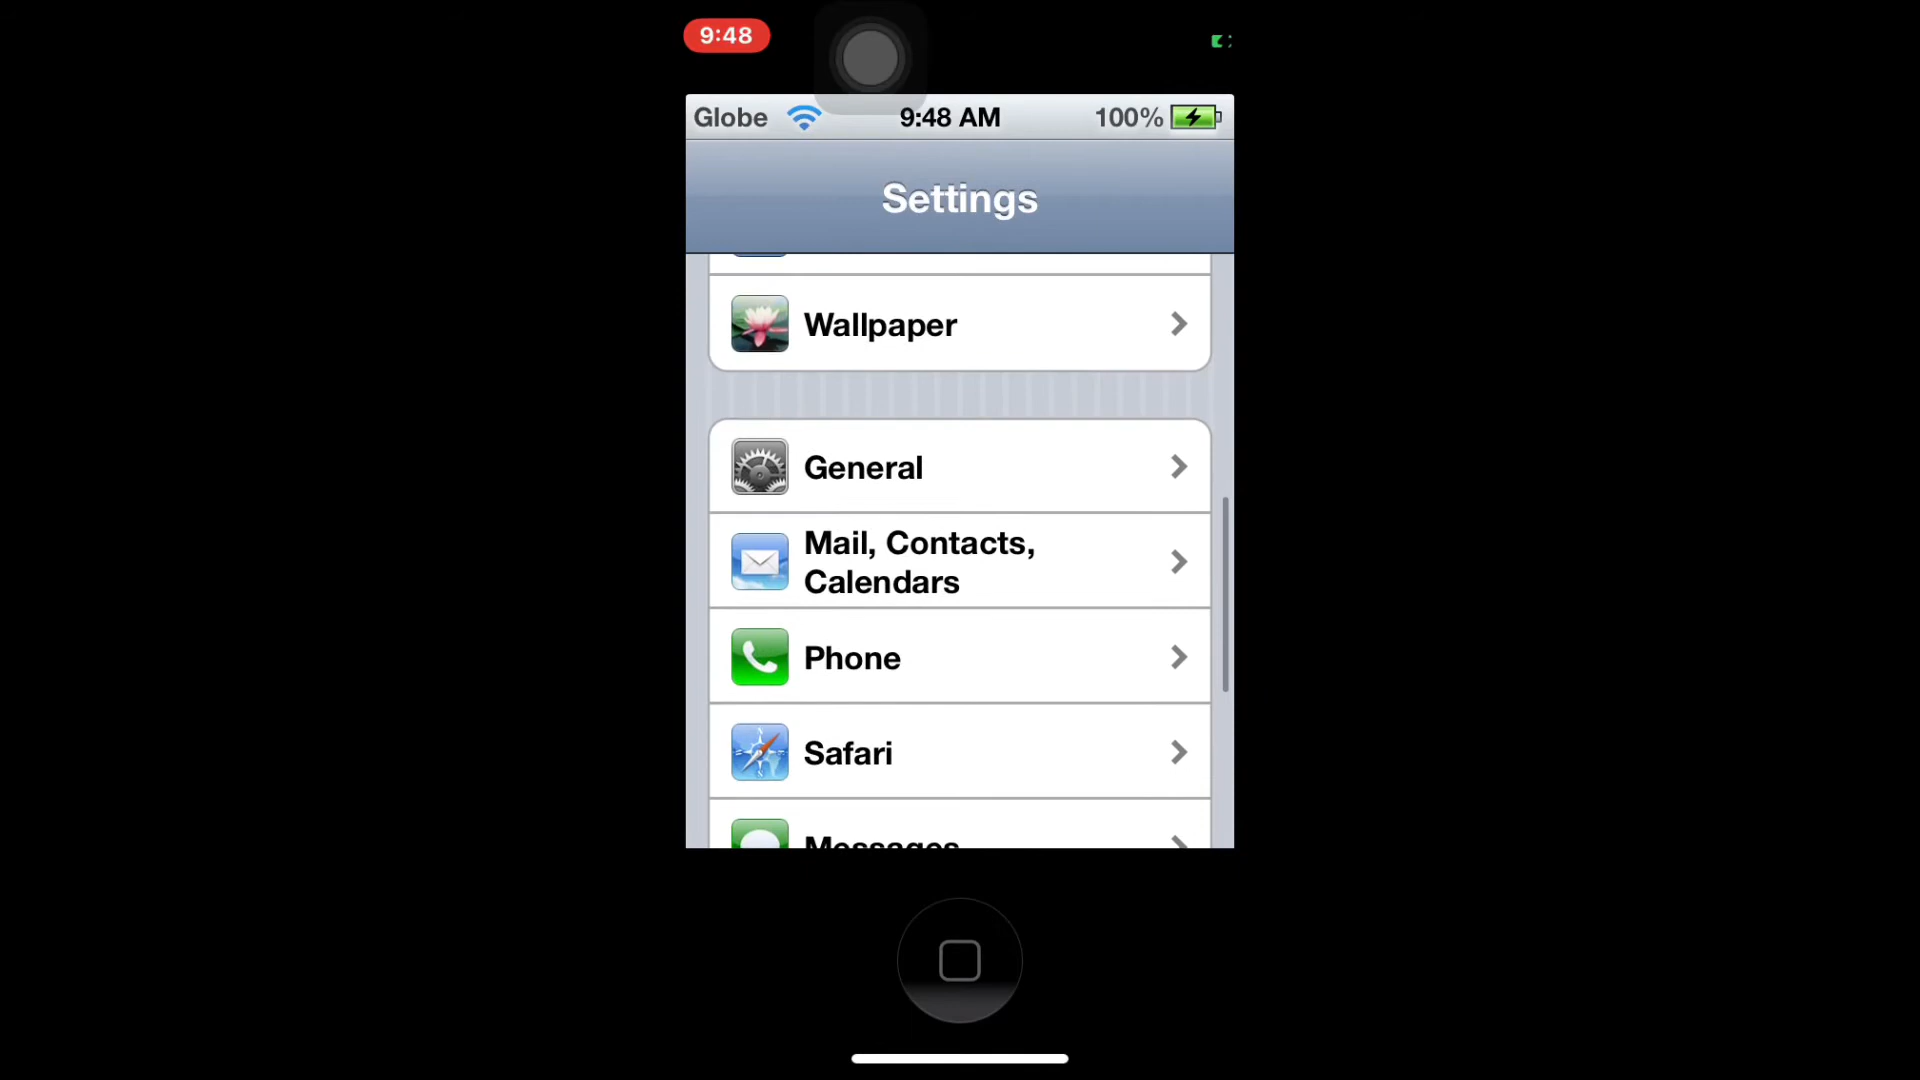 9:48
Globe 9:48 AM 100%
Settings
Wallpaper
General
Mail, Contacts,
Calendars
Phone
Safari
Messages